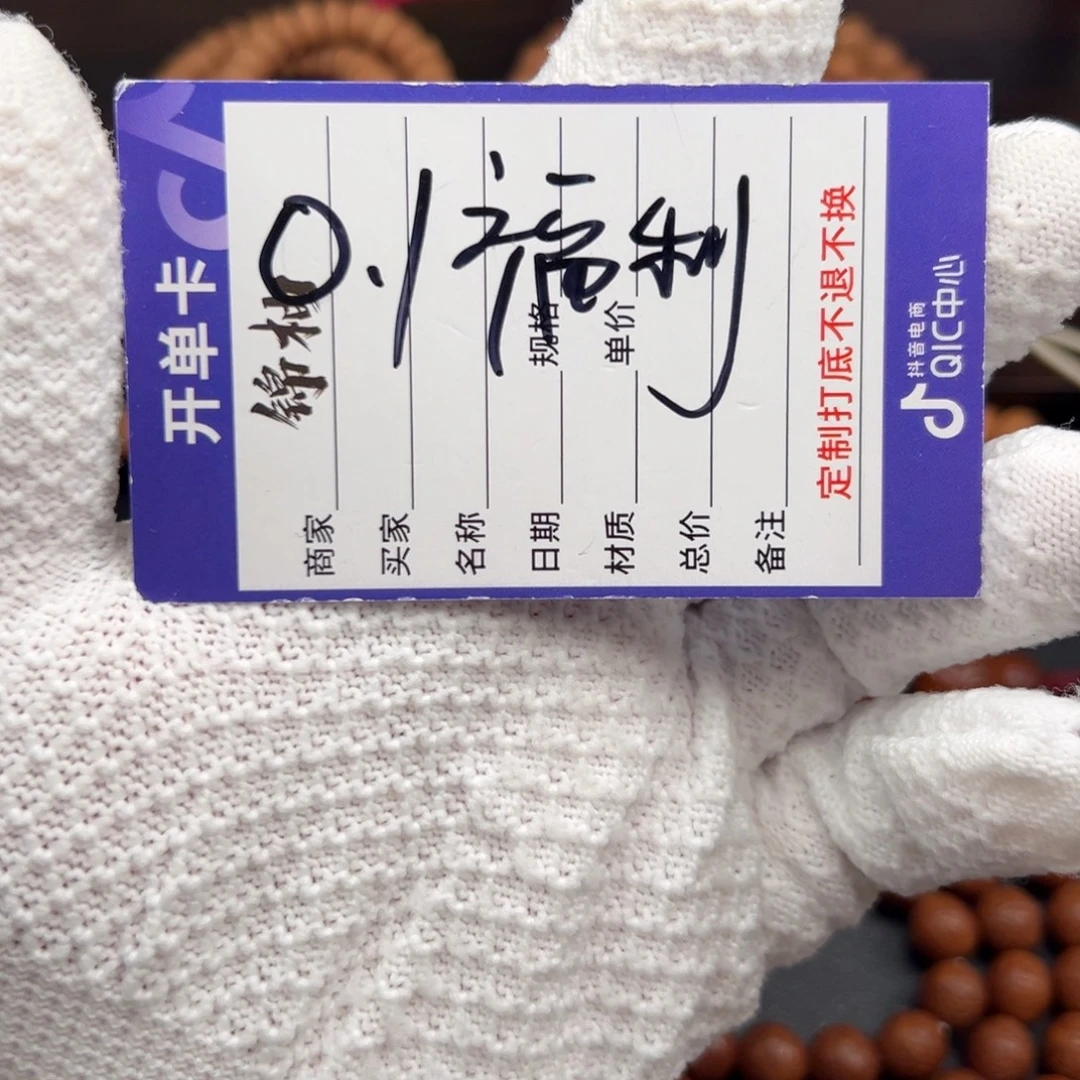 开单卡
商家 锦柚
买家
名称
日期 规格
材质 单价
总价
备注
定制打底不退不换
抖音电商
QIC中心
0.1福利